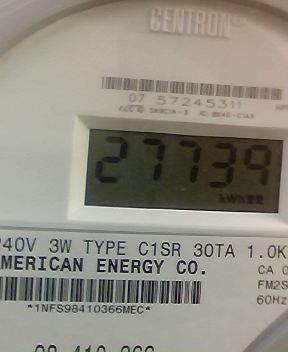 CENTRON
07 57245311
27739
kWh
240V 3W TYPE C1SR 30TA 1.0K
AMERICAN ENERGY CO.
CA 0
FM2S
60Hz
*1NFS98410366MEC*